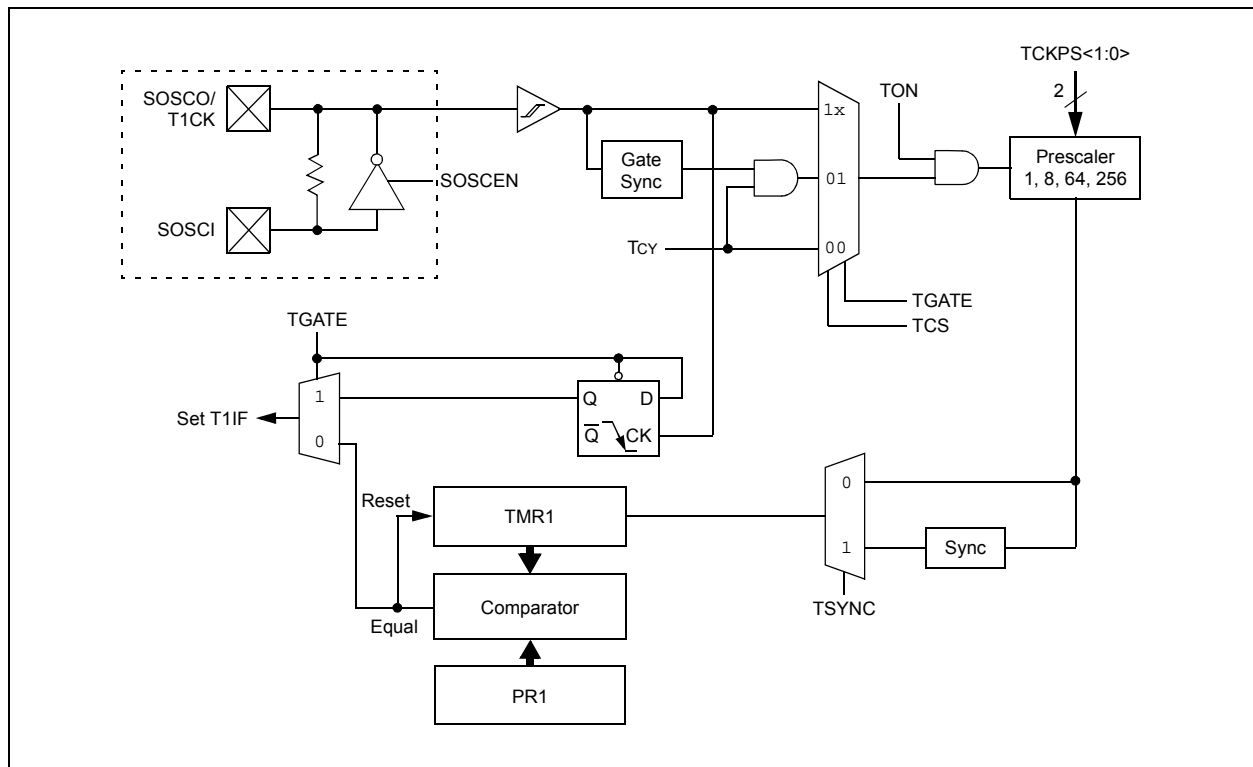 TCKPS<1:0>
2
TON
SOSCO/
T1CK
1x
Prescaler
1, 8, 64, 256
Gate
Sync
01
SOSCEN
SOSCI
TCY
00
TGATE
TCS
TGATE
1
Q
D
Set T1IF
Q
CK
0
Reset
TMR1
0
1
Sync
Comparator
TSYNC
Equal
PR1